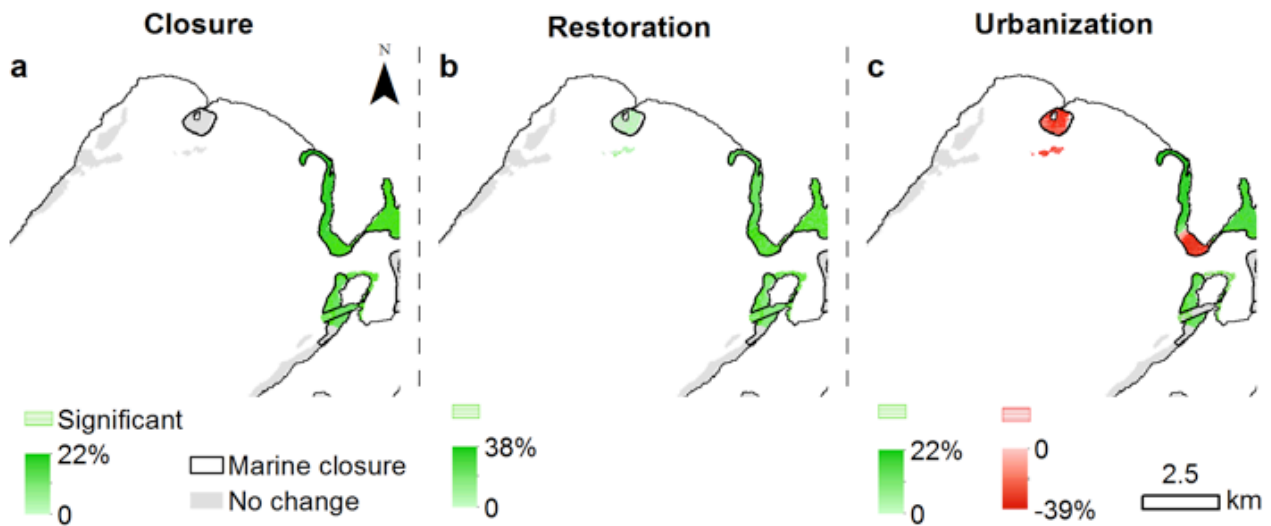 Closure
Restoration
Urbanization
a
N
b
c
Significant
22%
0
Marine closure
No change
38%
0
22%
0
0
-39%
2.5
km